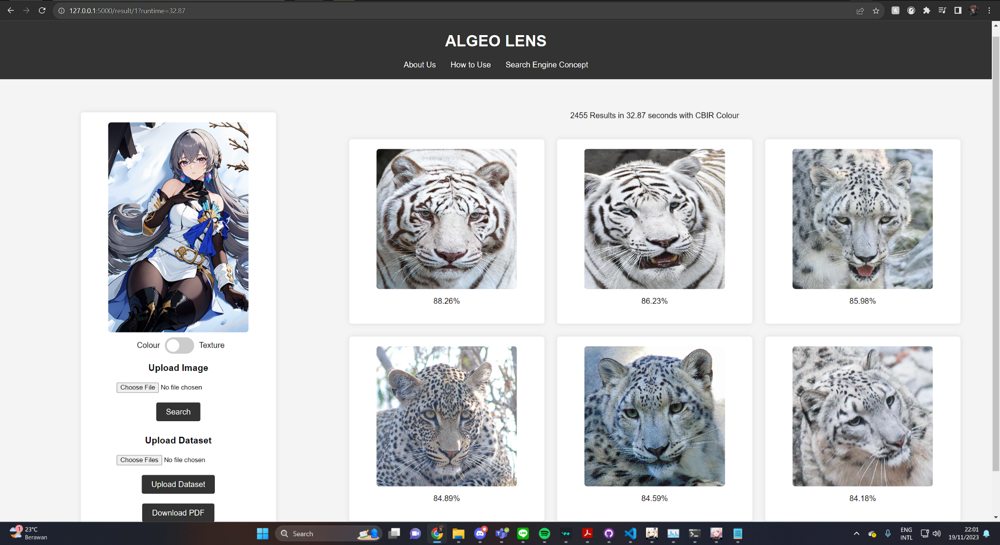 127.0.0.1:5000/result/1?runtime=32.87
ALGEO LENS
About Us How to Use Search Engine Concept
2455 Results in 32.87 seconds with CBIR Colour
88.26% 86.23% 85.98%
Colour Texture
Upload Image
Choose File No file chosen
Search
Upload Dataset
Choose Files No file chosen
Upload Dataset
Download PDF
84.89% 84.59% 84.18%
1 23°C
Berawan
Search
LINE
ENG
INTL
22:01
19/11/2023